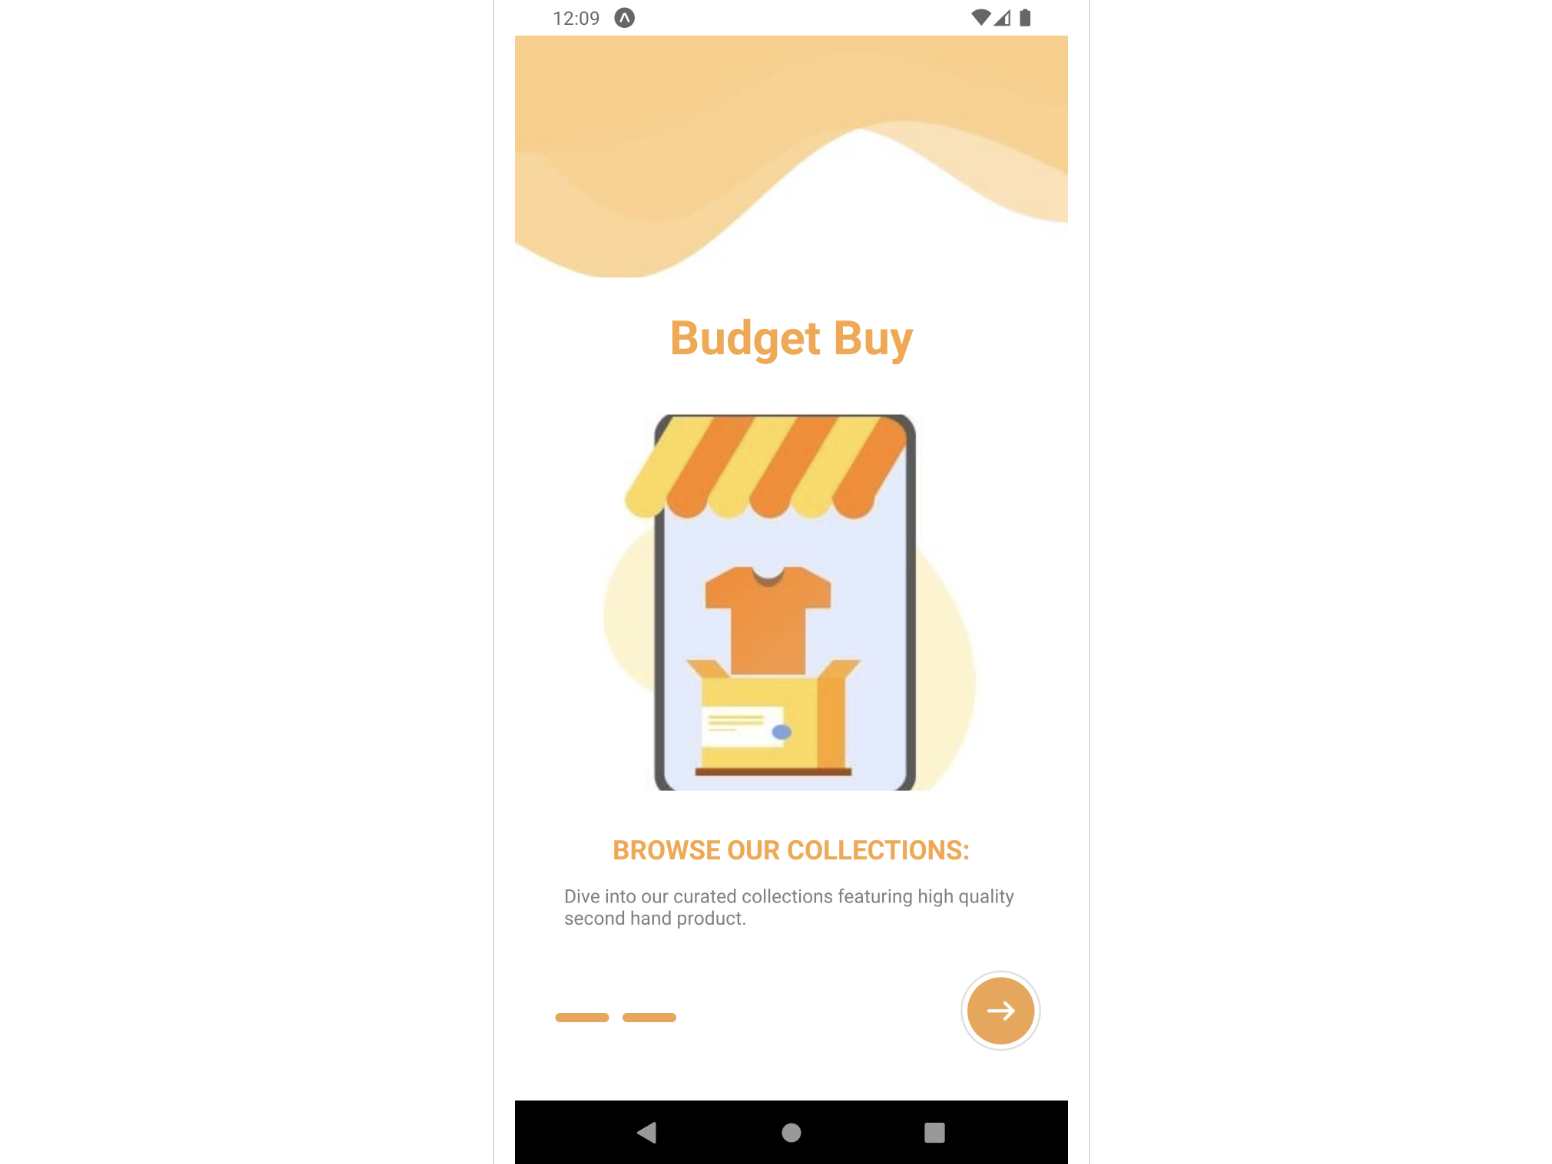 12:09
Budget Buy
BROWSE OUR COLLECTIONS:
Dive into our curated collections featuring high quality
second hand product.